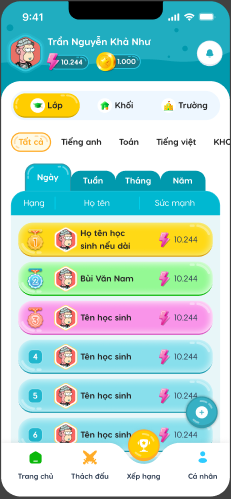 9:41
Trần Nguyễn Khả Như
10.244 1.000
Lớp Khối Trường
Tất cả Tiếng anh Toán Tiếng việt KHO
Ngày Tuần Tháng Năm
Hạng Họ tên Sức mạnh
1 Họ tên học sinh nếu dài 10.244
2 Bùi Văn Nam 10.244
3 Tên học sinh 10.244
4 Tên học sinh 10.244
5 Tên học sinh 10.244
6 Tên học sinh 10.244
Trang chủ Thách đấu Xếp hạng Cá nhân